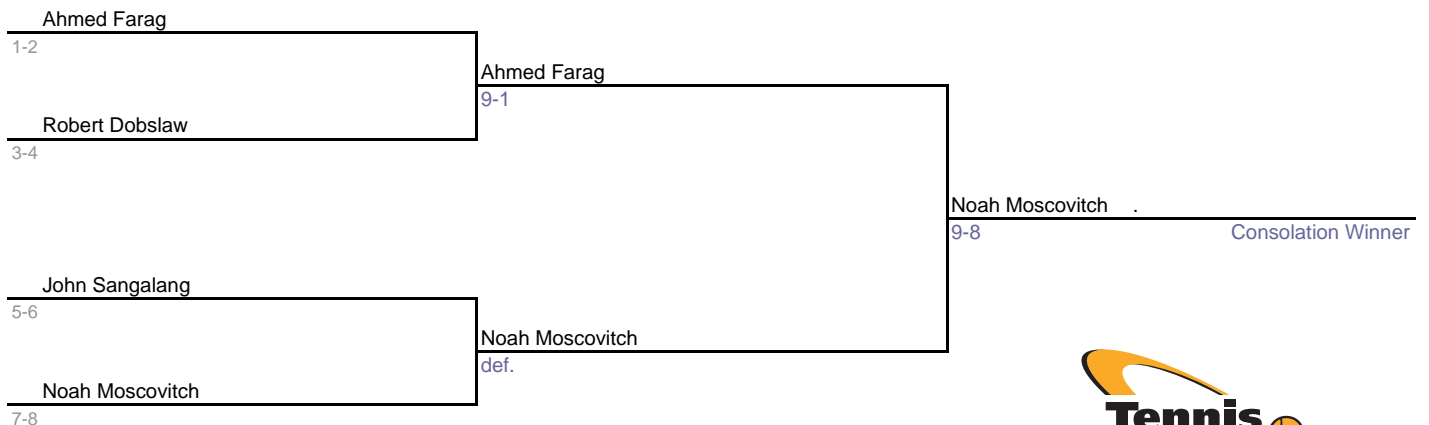 Ahmed Farag
1-2
Ahmed Farag
9-1
Robert Dobslaw
3-4
Noah Moscovitch .
9-8 Consolation Winner
John Sangalang
5-6
Noah Moscovitch
def.
Noah Moscovitch
7-8
Tennis